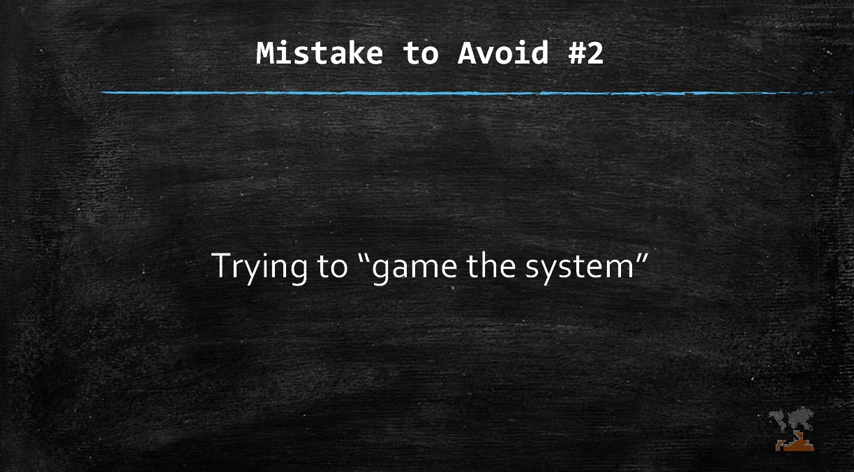 Mistake to Avoid #2
Trying to “game the system”